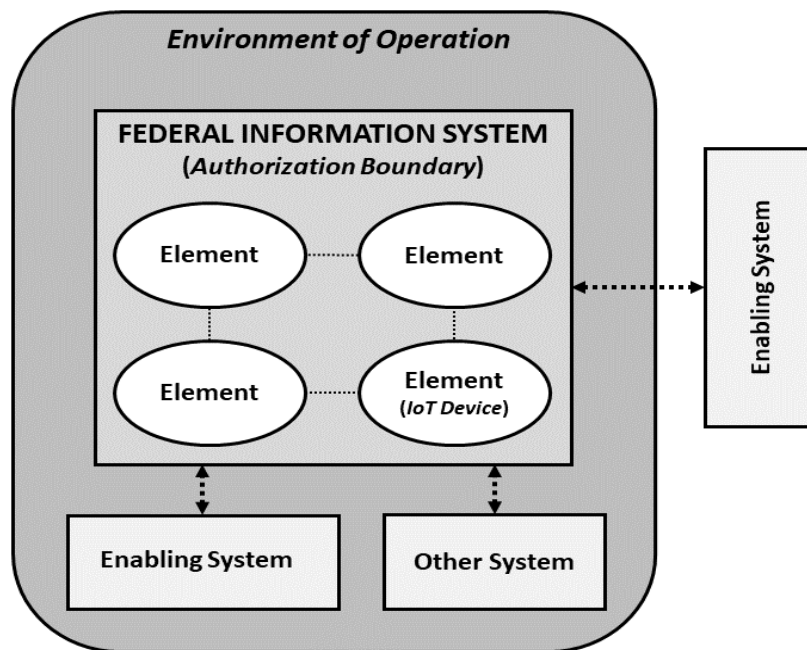 Environment of Operation
FEDERAL INFORMATION SYSTEM
(Authorization Boundary)
Element
Element
Element
Element
(IoT Device)
Enabling System
Enabling System
Other System